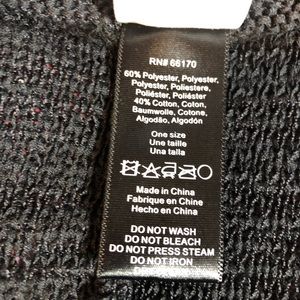 RN# 66170
60% Polyester, Polyester,
Polyester, Poliestere,
Poliéster, Poliéster
40% Cotton, Coton,
Baumwolle, Cotone,
Algodão, Algodón
One size
Une taille
Una talla
Made in China
Fabrique en Chine
Hecho en China
DO NOT WASH
DO NOT BLEACH
DO NOT PRESS STEAM
DO NOT IRON